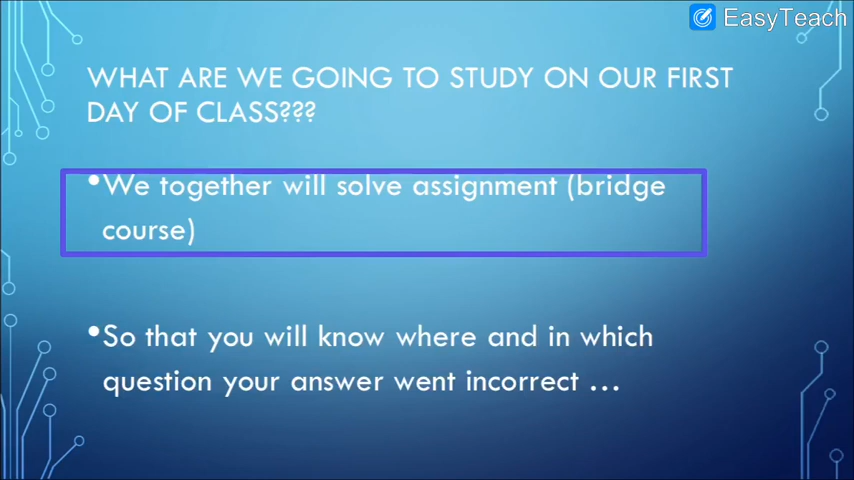 EasyTeach
WHAT ARE WE GOING TO STUDY ON OUR FIRST
DAY OF CLASS???
•We together will solve assignment (bridge
course)
•So that you will know where and in which
question your answer went incorrect ...